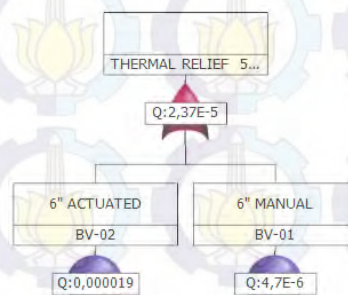 THERMAL RELIEF 5...
Q:2,37E-5
6" ACTUATED
BV-02
Q:0,000019
6" MANUAL
BV-01
Q:4,7E-6